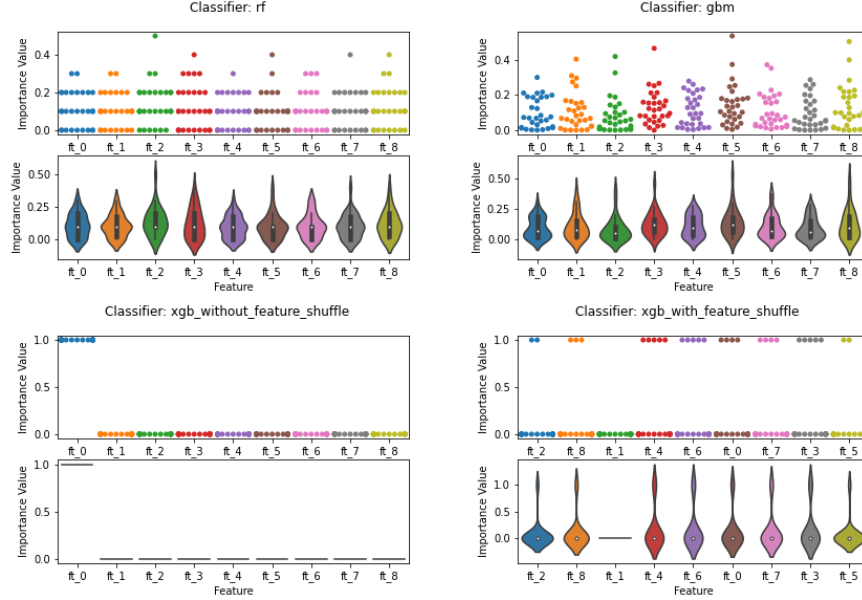 Classifier: rf
Importance Value
0.4
0.2
0.0
ft_0 ft_1 ft_2 ft_3 ft_4 ft_5 ft_6 ft_7 ft_8
Importance Value
0.50
0.25
0.00
ft_0 ft_1 ft_2 ft_3 ft_4 ft_5 ft_6 ft_7 ft_8
Feature
Classifier: gbm
Importance Value
0.4
0.2
0.0
ft_0 ft_1 ft_2 ft_3 ft_4 ft_5 ft_6 ft_7 ft_8
Importance Value
0.50
0.25
0.00
ft_0 ft_1 ft_2 ft_3 ft_4 ft_5 ft_6 ft_7 ft_8
Feature
Classifier: xgb_without_feature_shuffle
Importance Value
1.0
0.5
0.0
ft_0 ft_1 ft_2 ft_3 ft_4 ft_5 ft_6 ft_7 ft_8
Importance Value
1.0
0.5
0.0
ft_0 ft_1 ft_2 ft_3 ft_4 ft_5 ft_6 ft_7 ft_8
Feature
Classifier: xgb_with_feature_shuffle
Importance Value
1.0
0.5
0.0
ft_2 ft_8 ft_1 ft_4 ft_6 ft_0 ft_7 ft_3 ft_5
Importance Value
1.0
0.5
0.0
ft_2 ft_8 ft_1 ft_4 ft_6 ft_0 ft_7 ft_3 ft_5
Feature